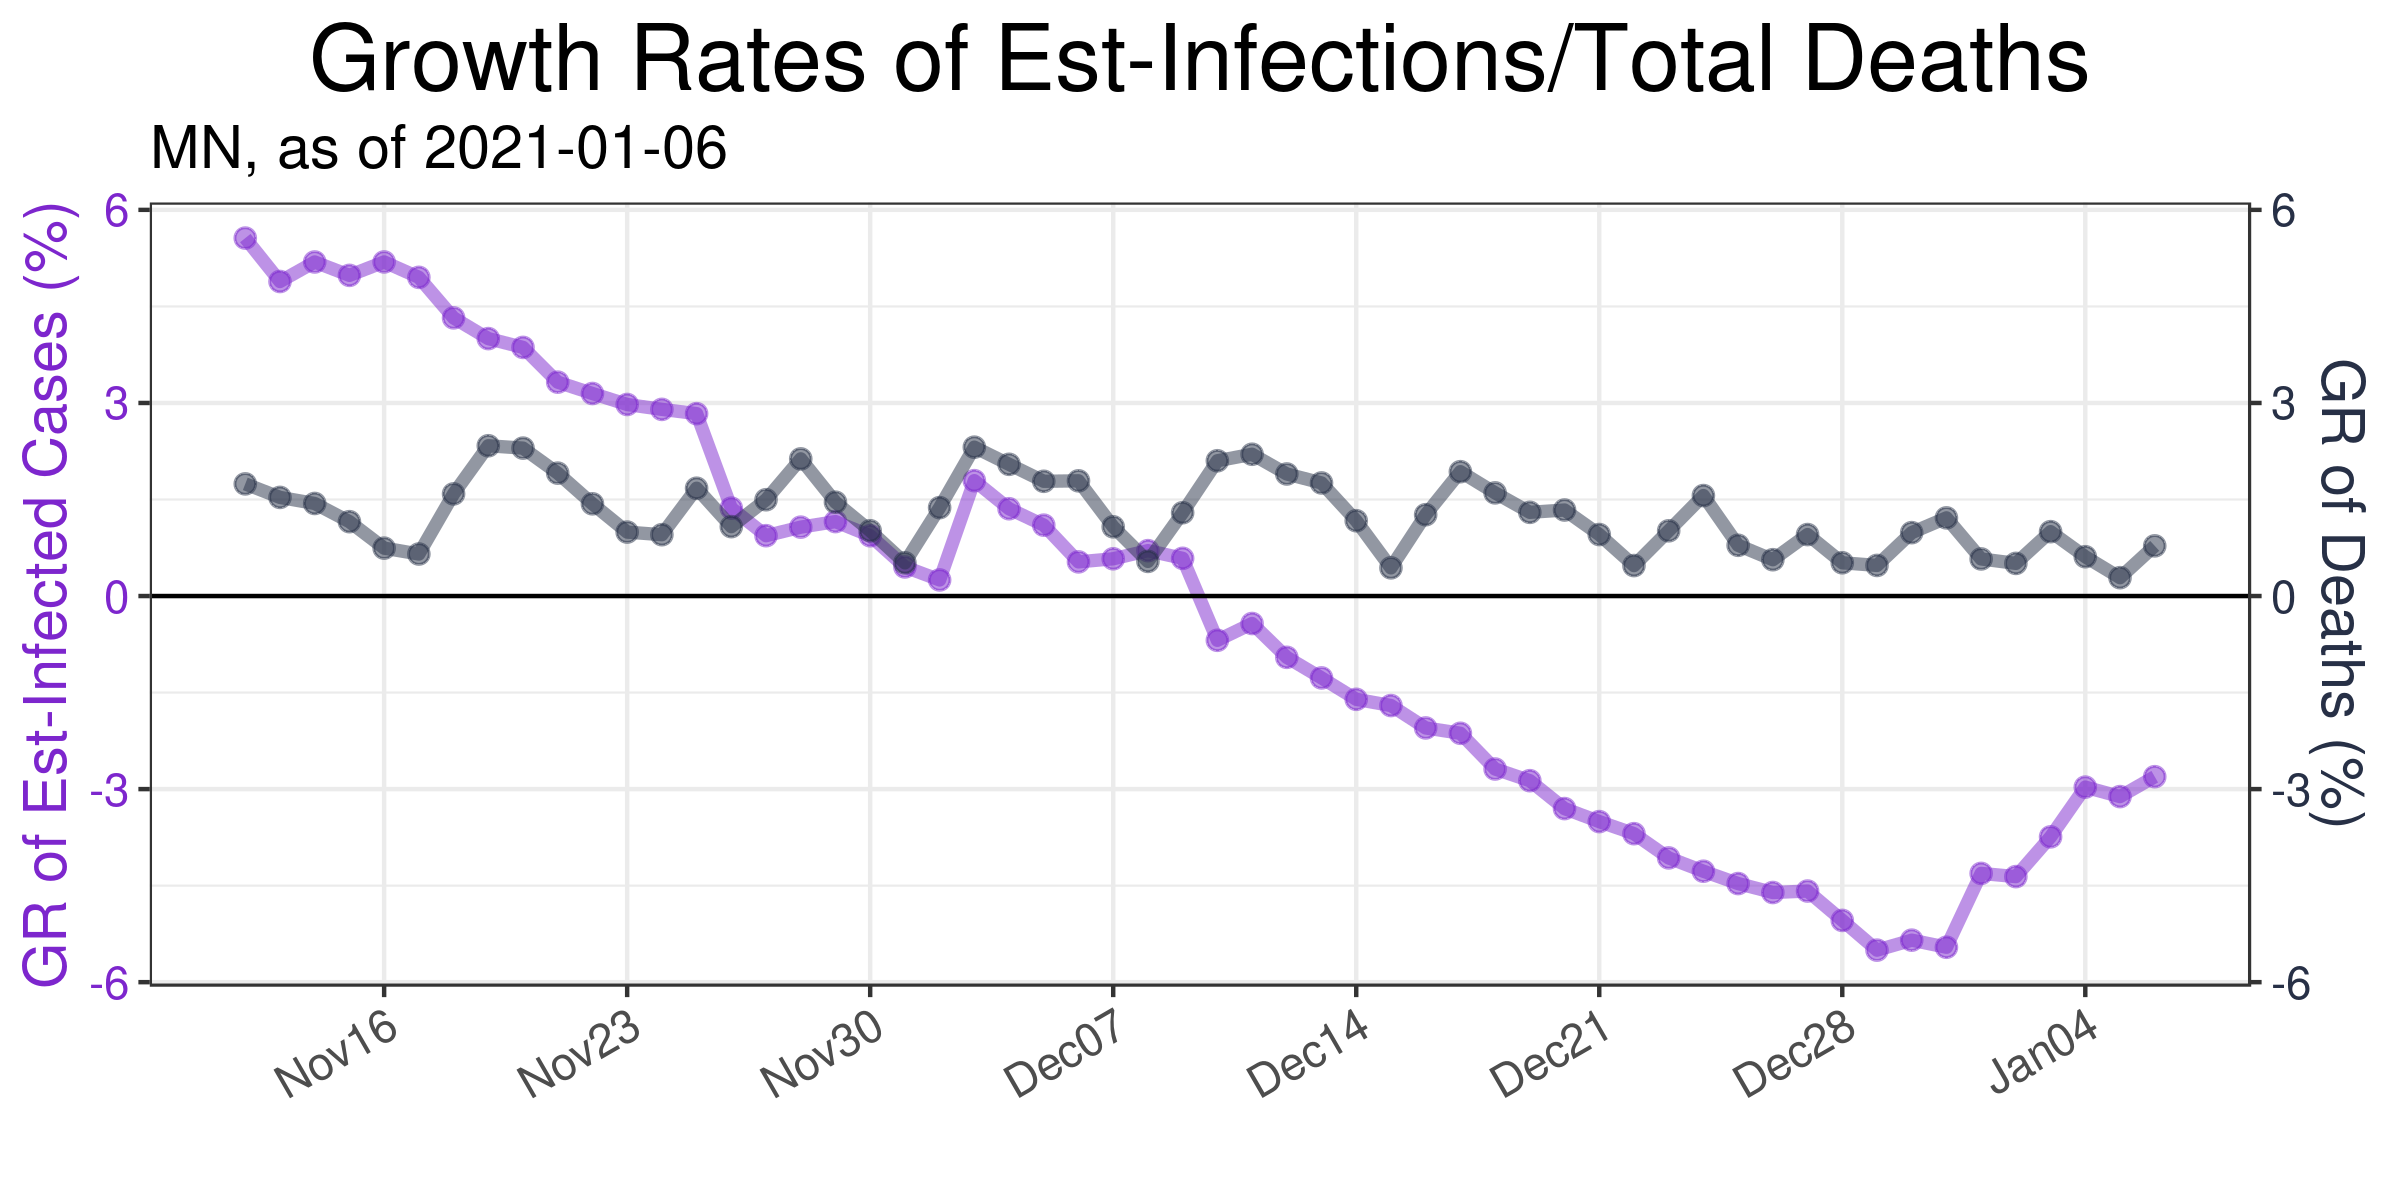 Growth Rates of Est-Infections/Total Deaths
MN, as of 2021-01-06
GR of Est-Infected Cases (%)
6
3
0
-3
-6
6
3
0
-3
-6
GR of Deaths (%)
Nov16
Nov23
Nov30
Dec07
Dec14
Dec21
Dec28
Jan04